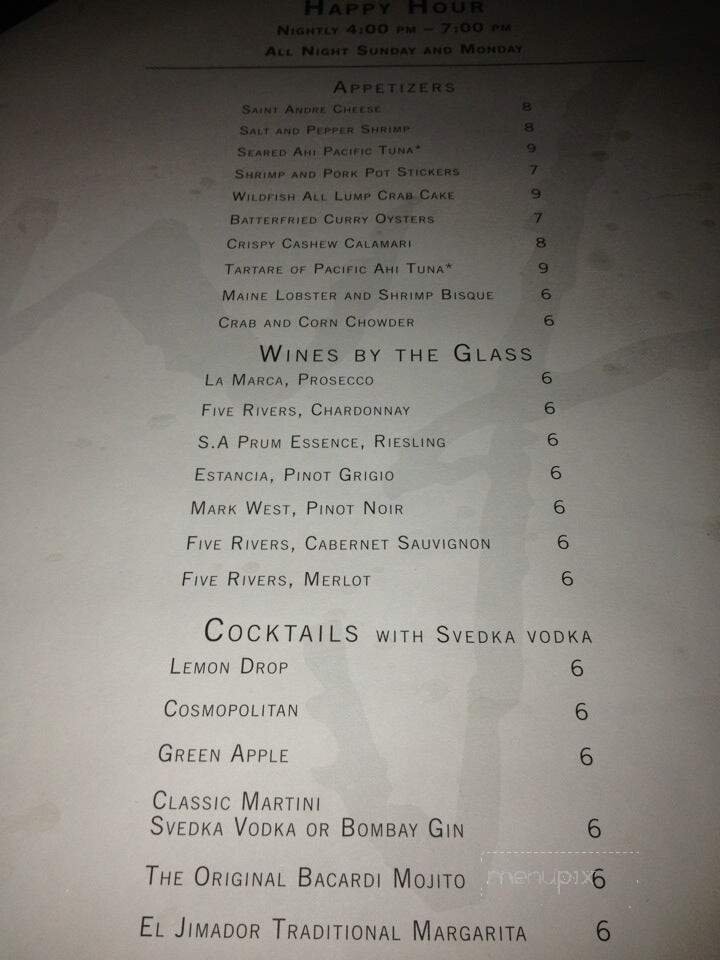 Happy Hour
Nightly 4:00 pm – 7:00 pm
All Night Sunday and Monday
Appetizers
Saint Andre Cheese 8
Salt and Pepper Shrimp 8
Seared Ahi Pacific Tuna* 9
Shrimp and Pork Pot Stickers 7
Wildfish All Lump Crab Cake 9
Batterfried Curry Oysters 7
Crispy Cashew Calamari 8
Tartare of Pacific Ahi Tuna* 9
Maine Lobster and Shrimp Bisque 6
Crab and Corn Chowder 6
Wines by the Glass
La Marca, Prosecco 6
Five Rivers, Chardonnay 6
S.A Prum Essence, Riesling 6
Estancia, Pinot Grigio 6
Mark West, Pinot Noir 6
Five Rivers, Cabernet Sauvignon 6
Five Rivers, Merlot 6
Cocktails with Svedka vodka
Lemon Drop 6
Cosmopolitan 6
Green Apple 6
Classic Martini
Svedka Vodka or Bombay Gin 6
The Original Bacardi Mojito 6
menupix
El Jimador Traditional Margarita 6